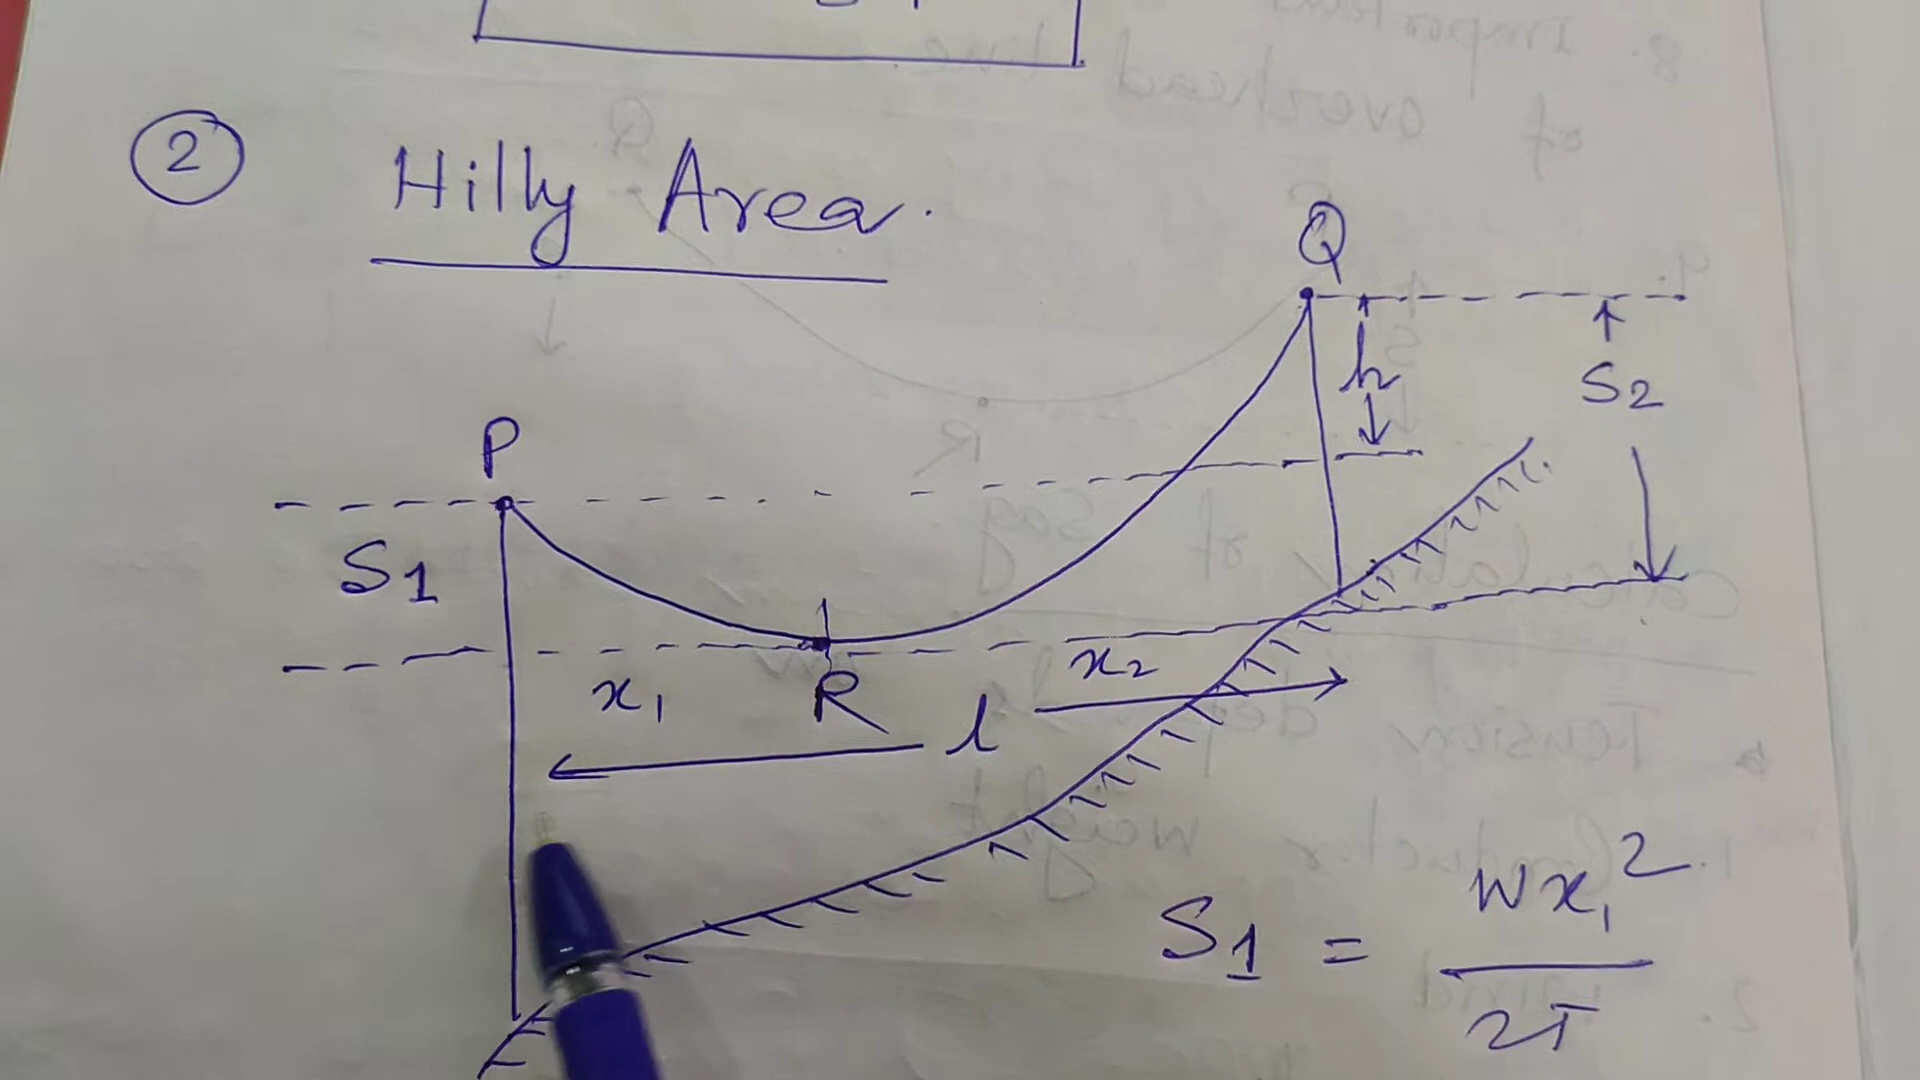 2 Hilly Area.
Q
h
S2
P
S1
x1
R
x2
l
S1 = wx1²
2T